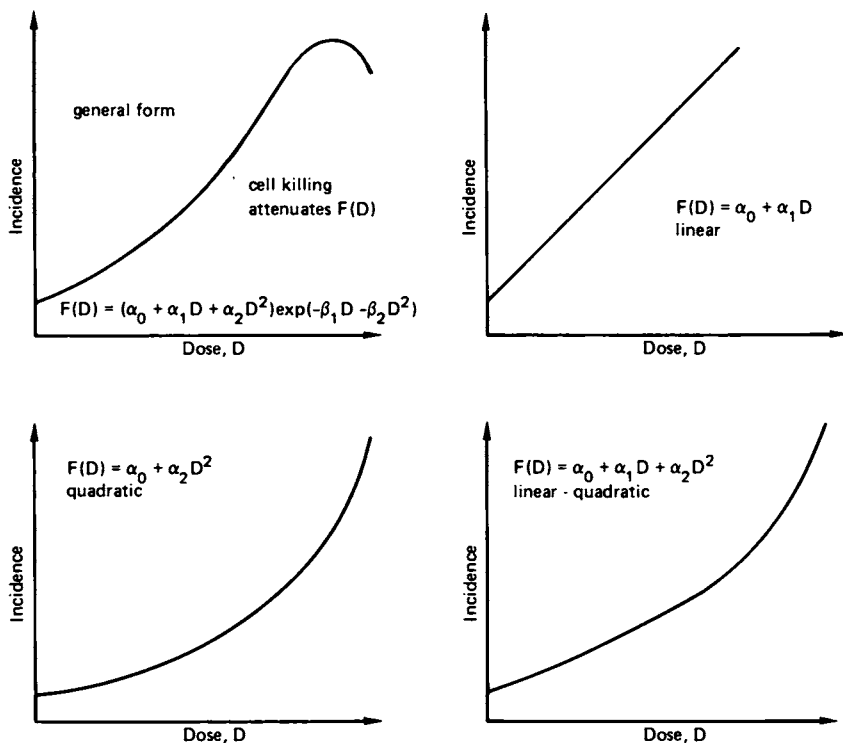 general form
cell killing
attenuates F(D)
F(D) = (α₀ + α₁D + α₂D²)exp(-β₁D -β₂D²)
Incidence
Dose, D
F(D) = α₀ + α₁D
linear
Incidence
Dose, D
F(D) = α₀ + α₂D²
quadratic
Incidence
Dose, D
F(D) = α₀ + α₁D + α₂D²
linear - quadratic
Incidence
Dose, D